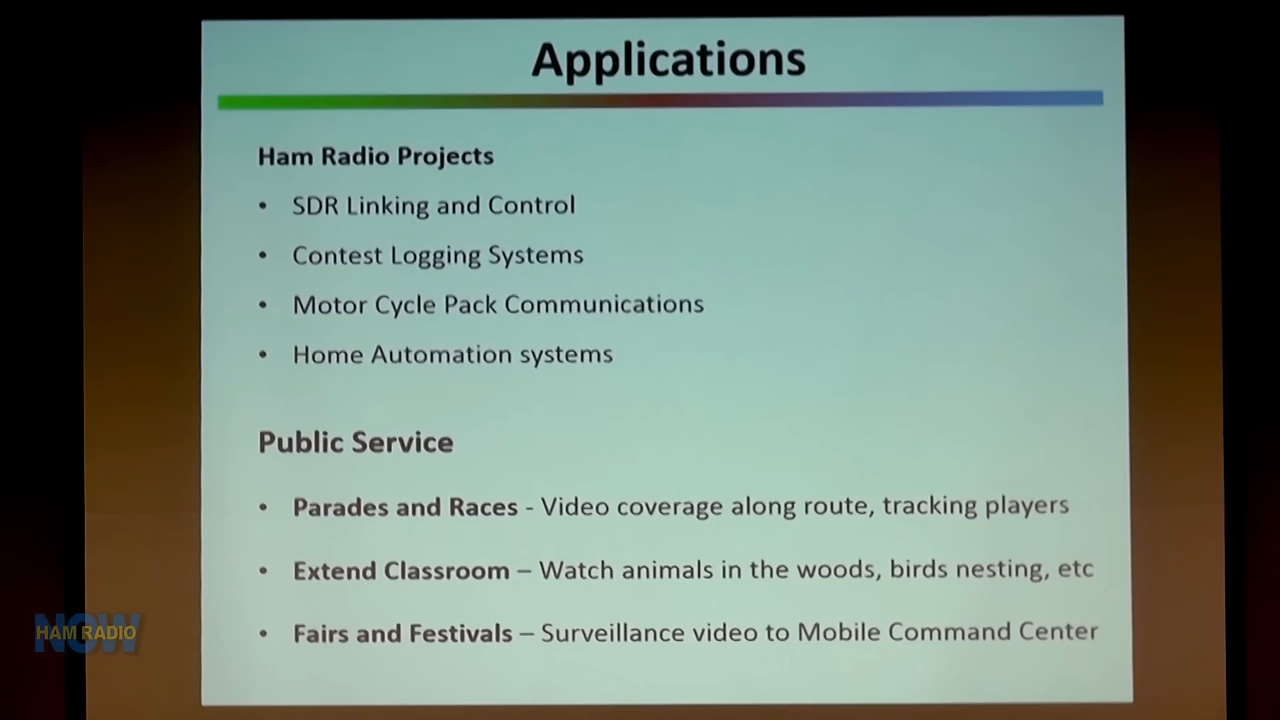 Applications
Ham Radio Projects
• SDR Linking and Control
• Contest Logging Systems
• Motor Cycle Pack Communications
• Home Automation systems
Public Service
• Parades and Races - Video coverage along route, tracking players
• Extend Classroom – Watch animals in the woods, birds nesting, etc
• Fairs and Festivals – Surveillance video to Mobile Command Center
NOW
HAM RADIO